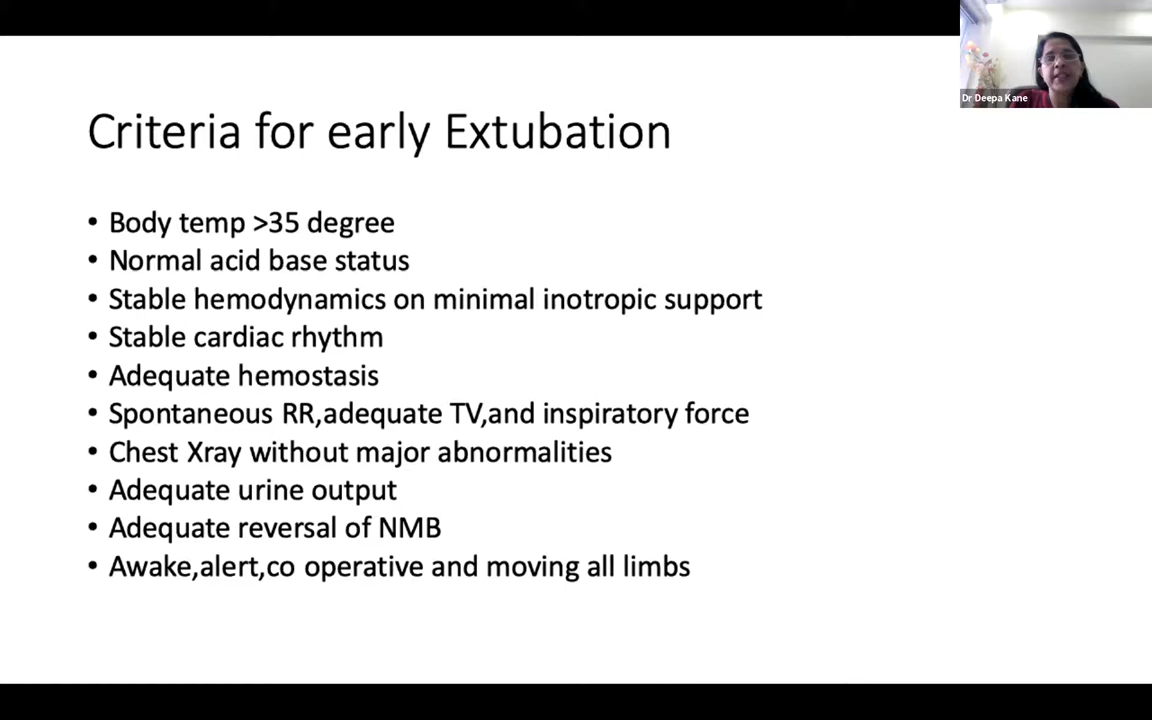 Dr Deepa Kane
Criteria for early Extubation
• Body temp >35 degree
• Normal acid base status
• Stable hemodynamics on minimal inotropic support
• Stable cardiac rhythm
• Adequate hemostasis
• Spontaneous RR,adequate TV,and inspiratory force
• Chest Xray without major abnormalities
• Adequate urine output
• Adequate reversal of NMB
• Awake,alert,co operative and moving all limbs